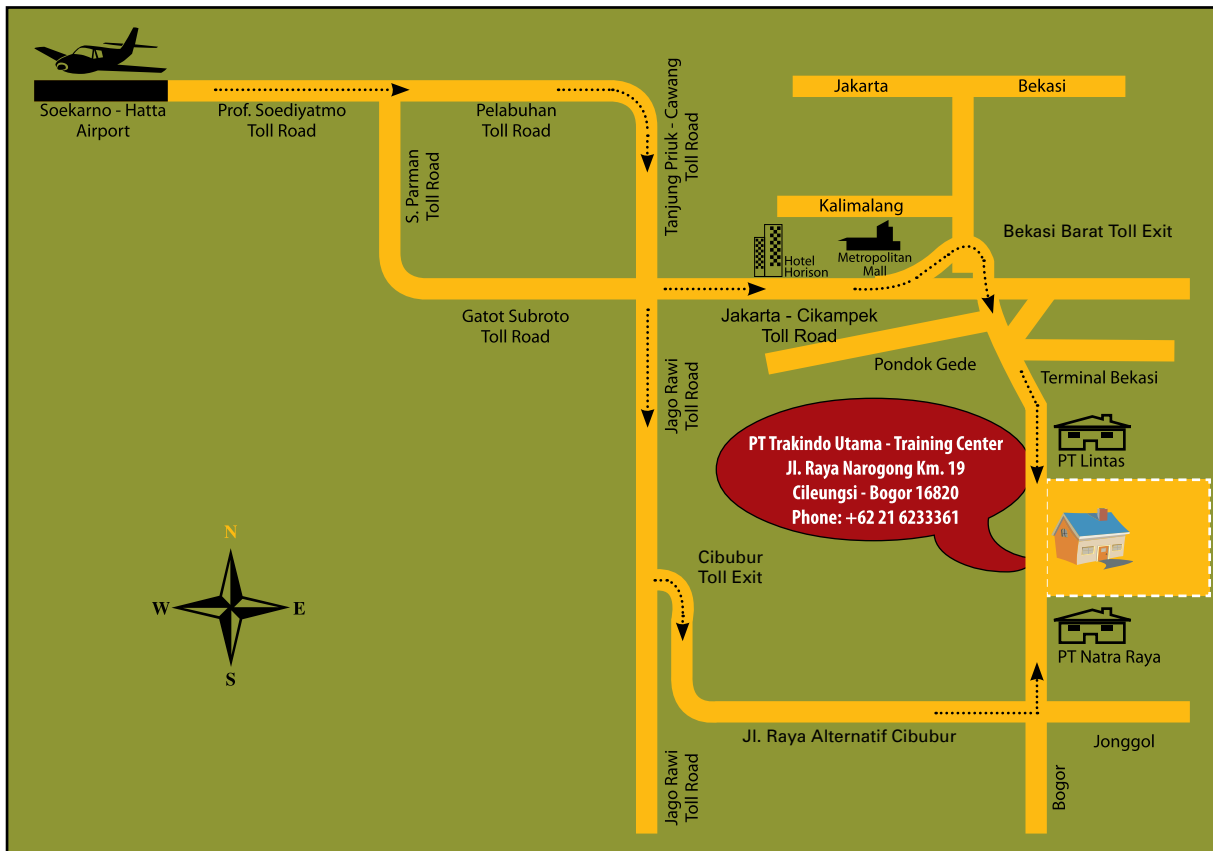 Soekarno - Hatta
Airport
Prof. Soediyatmo
Toll Road
Pelabuhan
Toll Road
Tanjung Priuk - Cawang
Toll Road
S. Parman
Toll Road
Jakarta
Bekasi
Kalimalang
Bekasi Barat Toll Exit
Hotel
Horison
Metropolitan
Mall
Gatot Subroto
Toll Road
Jakarta - Cikampek
Toll Road
Pondok Gede
Terminal Bekasi
Jago Rawi
Toll Road
PT Trakindo Utama - Training Center
Jl. Raya Narogong Km. 19
Cileungsi - Bogor 16820
Phone: +62 21 6233361
PT Lintas
Cibubur
Toll Exit
N
W
E
S
PT Natra Raya
Jl. Raya Alternatif Cibubur
Jonggol
Jago Rawi
Toll Road
Bogor